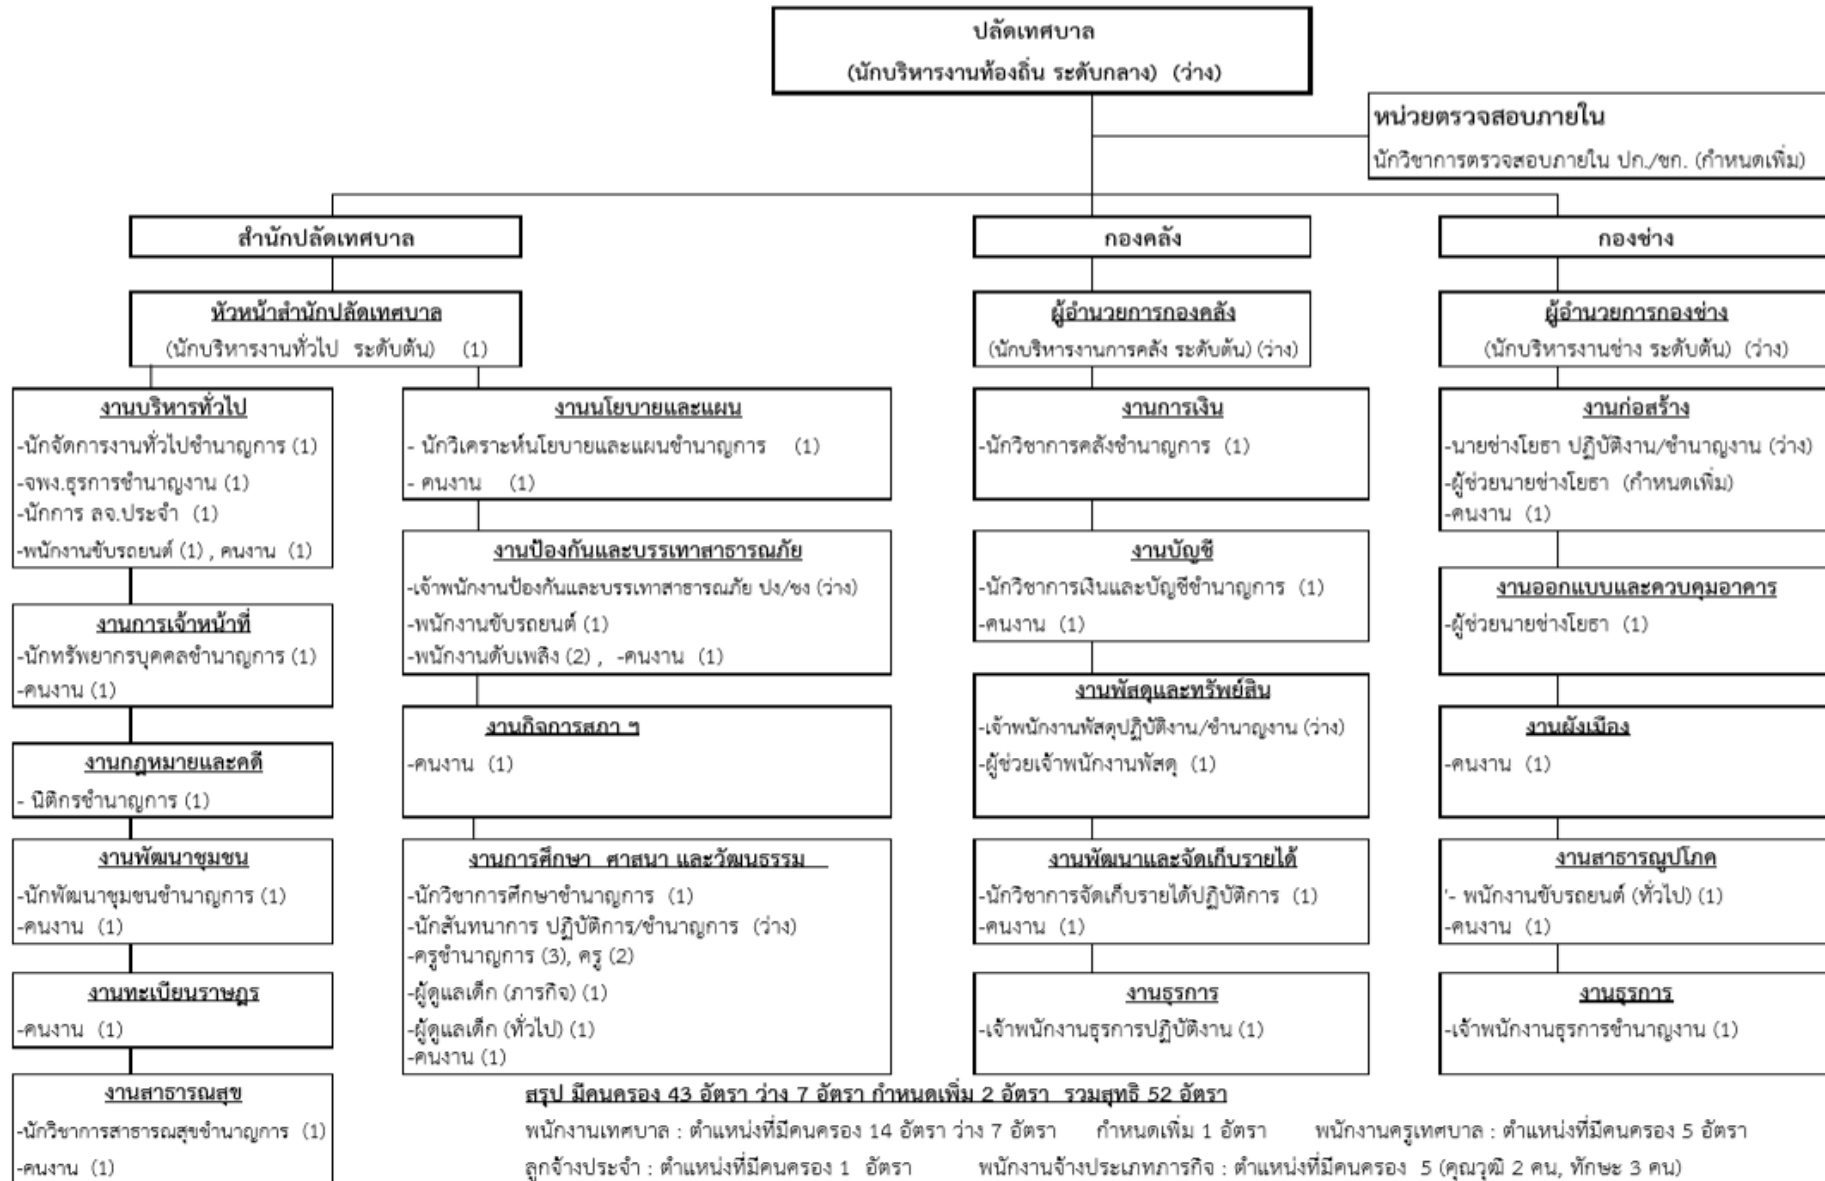 ปลัดเทศบาล
(นักบริหารงานท้องถิ่น ระดับกลาง) (ว่าง)
หน่วยตรวจสอบภายใน
นักวิชาการตรวจสอบภายใน ปก./ชก. (กำหนดเพิ่ม)
สำนักปลัดเทศบาล
กองคลัง
กองช่าง
หัวหน้าสำนักปลัดเทศบาล
(นักบริหารงานทั่วไป ระดับต้น) (1)
ผู้อำนวยการกองคลัง
(นักบริหารงานการคลัง ระดับต้น) (ว่าง)
ผู้อำนวยการกองช่าง
(นักบริหารงานช่าง ระดับต้น) (ว่าง)
งานบริหารทั่วไป
-นักจัดการงานทั่วไปชำนาญการ (1)
-จพง.ธุรการชำนาญงาน (1)
-นักการ ลจ.ประจำ (1)
-พนักงานขับรถยนต์ (1) , คนงาน (1)
งานการเจ้าหน้าที่
-นักทรัพยากรบุคคลชำนาญการ (1)
-คนงาน (1)
งานกฎหมายและคดี
- นิติกรชำนาญการ (1)
งานพัฒนาชุมชน
-นักพัฒนาชุมชนชำนาญการ (1)
-คนงาน (1)
งานทะเบียนราษฎร
-คนงาน (1)
งานสาธารณสุข
-นักวิชาการสาธารณสุขชำนาญการ (1)
-คนงาน (1)
งานนโยบายและแผน
- นักวิเคราะห์นโยบายและแผนชำนาญการ (1)
- คนงาน (1)
งานป้องกันและบรรเทาสาธารณภัย
-เจ้าพนักงานป้องกันและบรรเทาสาธารณภัย ปง/ชง (ว่าง)
-พนักงานขับรถยนต์ (1)
-พนักงานดับเพลิง (2) , -คนงาน (1)
งานกิจการสภา ฯ
-คนงาน (1)
งานการศึกษา ศาสนา และวัฒนธรรม
-นักวิชาการศึกษาชำนาญการ (1)
-นักสันทนาการ ปฏิบัติการ/ชำนาญการ (ว่าง)
-ครูชำนาญการ (3), ครู (2)
-ผู้ดูแลเด็ก (ภารกิจ) (1)
-ผู้ดูแลเด็ก (ทั่วไป) (1)
-คนงาน (1)
งานการเงิน
-นักวิชาการคลังชำนาญการ (1)
งานบัญชี
-นักวิชาการเงินและบัญชีชำนาญการ (1)
-คนงาน (1)
งานพัสดุและทรัพย์สิน
-เจ้าพนักงานพัสดุปฏิบัติงาน/ชำนาญงาน (ว่าง)
-ผู้ช่วยเจ้าพนักงานพัสดุ (1)
งานพัฒนาและจัดเก็บรายได้
-นักวิชาการจัดเก็บรายได้ปฏิบัติการ (1)
-คนงาน (1)
งานธุรการ
-เจ้าพนักงานธุรการปฏิบัติงาน (1)
งานก่อสร้าง
-นายช่างโยธา ปฏิบัติงาน/ชำนาญงาน (ว่าง)
-ผู้ช่วยนายช่างโยธา (กำหนดเพิ่ม)
-คนงาน (1)
งานออกแบบและควบคุมอาคาร
-ผู้ช่วยนายช่างโยธา (1)
งานผังเมือง
-คนงาน (1)
งานสาธารณูปโภค
'- พนักงานขับรถยนต์ (ทั่วไป) (1)
-คนงาน (1)
งานธุรการ
-เจ้าพนักงานธุรการชำนาญงาน (1)
สรุป มีคนครอง 43 อัตรา ว่าง 7 อัตรา กำหนดเพิ่ม 2 อัตรา รวมสุทธิ 52 อัตรา
พนักงานเทศบาล : ตำแหน่งที่มีคนครอง 14 อัตรา ว่าง 7 อัตรา กำหนดเพิ่ม 1 อัตรา พนักงานครูเทศบาล : ตำแหน่งที่มีคนครอง 5 อัตรา
ลูกจ้างประจำ : ตำแหน่งที่มีคนครอง 1 อัตรา พนักงานจ้างประเภทภารกิจ : ตำแหน่งที่มีคนครอง 5 (คุณวุฒิ 2 คน, ทักษะ 3 คน)